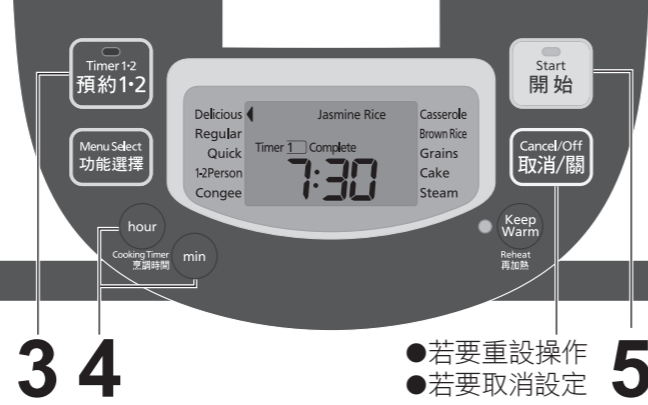 Timer 1•2
預約1•2
Start
開始
Delicious
Regular
Quick
1•2Person
Congee
Jasmine Rice
Timer 1 Complete
7:30
Casserole
Brown Rice
Grains
Cake
Steam
Menu Select
功能選擇
Cancel/Off
取消/關
hour
min
Cooking Timer
烹調時間
Keep
Warm
Reheat
再加熱
3 4
●若要重設操作
●若要取消設定
5